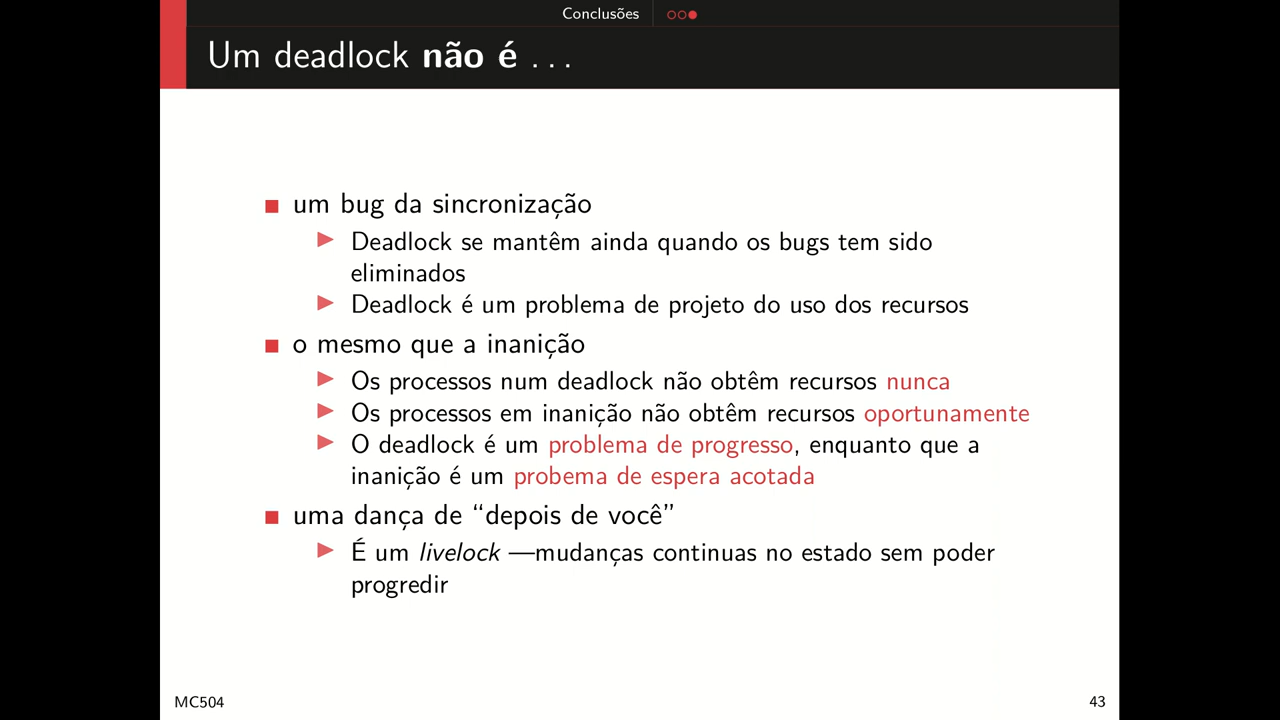 Conclusões
Um deadlock não é ...
um bug da sincronização
Deadlock se mantêm ainda quando os bugs tem sido
eliminados
Deadlock é um problema de projeto do uso dos recursos
o mesmo que a inanição
Os processos num deadlock não obtêm recursos nunca
Os processos em inanição não obtêm recursos oportunamente
O deadlock é um problema de progresso, enquanto que a
inanição é um probema de espera acotada
uma dança de “depois de você”
É um livelock —mudanças continuas no estado sem poder
progredir
MC504
43